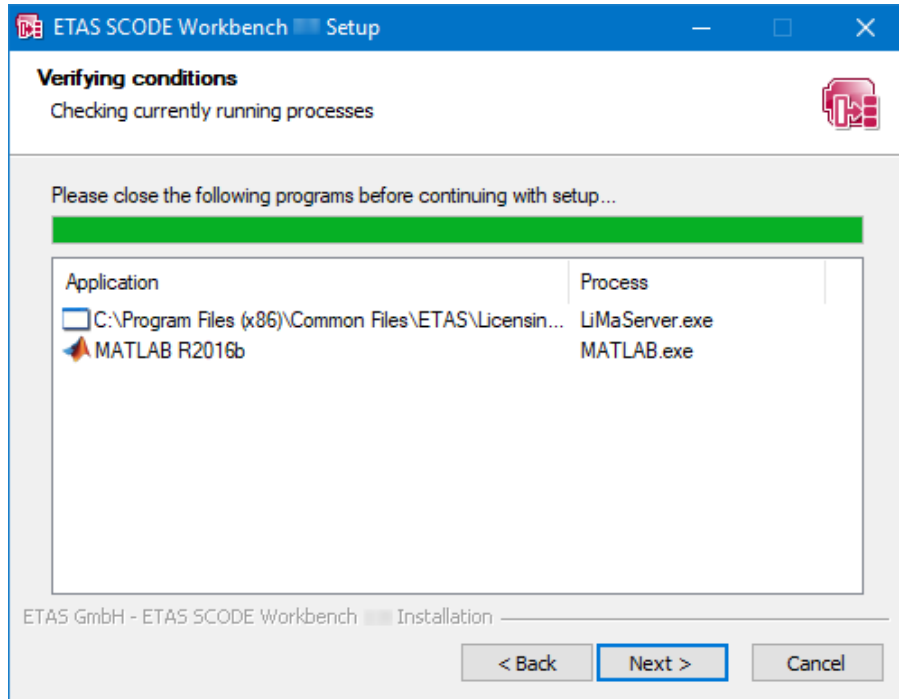 ETAS SCODE Workbench Setup
Verifying conditions
Checking currently running processes
Please close the following programs before continuing with setup...
Application Process
C:\Program Files (x86)\Common Files\ETAS\Licensin... LiMaServer.exe
MATLAB R2016b MATLAB.exe
ETAS GmbH - ETAS SCODE Workbench Installation
< Back Next > Cancel